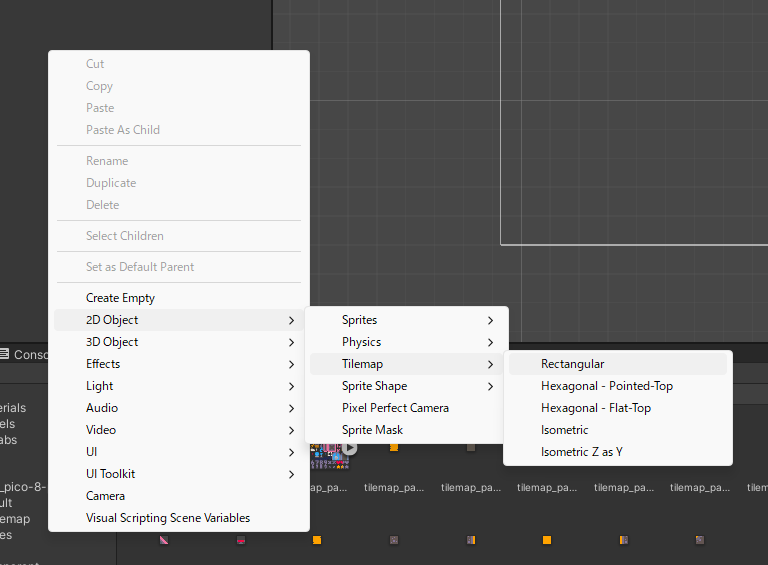 Cut
Copy
Paste
Paste As Child
Rename
Duplicate
Delete
Select Children
Set as Default Parent
Create Empty
2D Object
3D Object
Effects
Light
Audio
Video
UI
UI Toolkit
Camera
Visual Scripting Scene Variables
Sprites
Physics
Tilemap
Sprite Shape
Pixel Perfect Camera
Sprite Mask
Rectangular
Hexagonal - Pointed-Top
Hexagonal - Flat-Top
Isometric
Isometric Z as Y
Conso
erials
els
abs
_pico-8-
ult
emap
es
map_pa... tilemap_pa... tilemap_pa... tilemap_pa... tilemap_pa... tilemap_pa... tilem